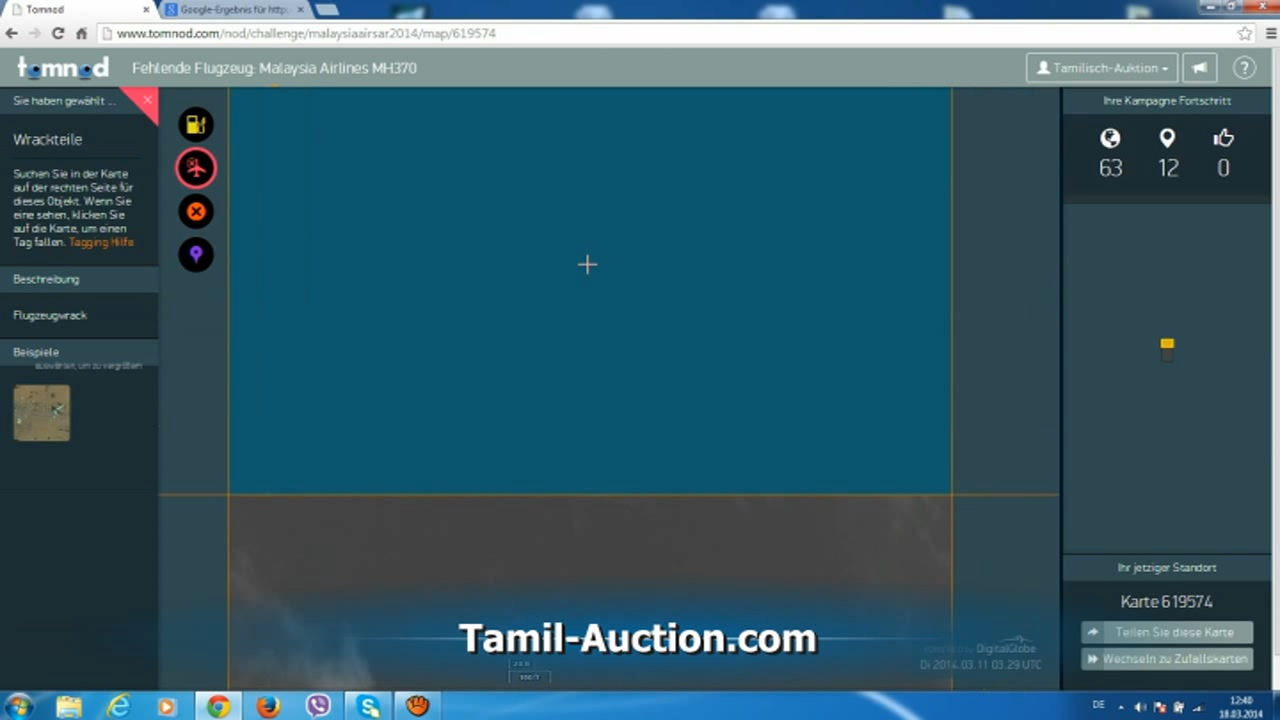 Tomnod
Google-Ergebnis für http:
www.tomnod.com/nod/challenge/malaysiaairsar2014/map/619574
tomnod
Fehlende Flugzeug: Malaysia Airlines MH370
Tamilisch-Auktion
?
Sie haben gewählt ...
Wrackteile
Suchen Sie in der Karte
auf der rechten Seite für
dieses Objekt. Wenn Sie
eine sehen, klicken Sie
auf die Karte, um einen
Tag fallen. Tagging Hilfe
Beschreibung
Flugzeugwrack
Beispiele
auswählen, um zu vergrößern
Ihre Kampagne Fortschritt
63 12 0
Ihr jetziger Standort
Karte 619574
Teilen Sie diese Karte
Wechseln zu Zufallskarten
Tamil-Auction.com
DigitalGlobe
Di 2014.03.11 03:29 UTC
DE
12:40
18.03.2014